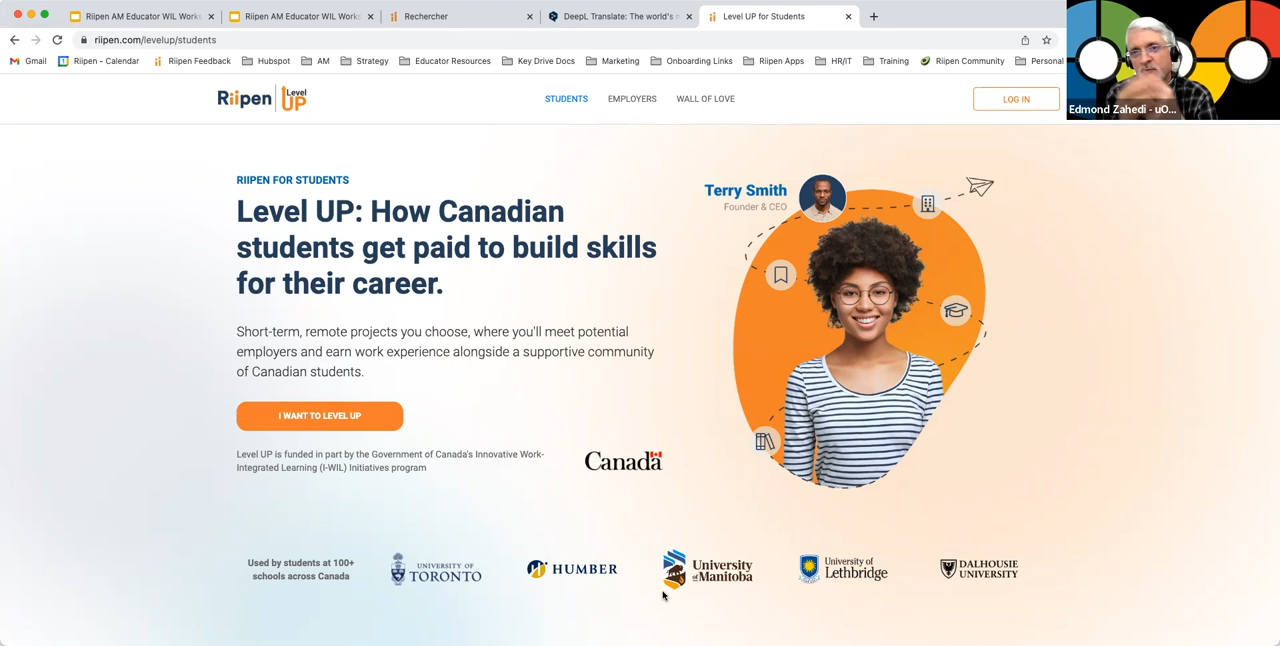 Riipen AM Educator WIL Works
Riipen AM Educator WIL Works
Rechercher
DeepL Translate: The world's
Level UP for Students
riipen.com/levelup/students
Gmail
Riipen - Calendar
Riipen Feedback
Hubspot
AM
Strategy
Educator Resources
Key Drive Docs
Marketing
Onboarding Links
Riipen Apps
HR/IT
Training
Riipen Community
Personal
Edmond Zahedi - uO...
Riipen Level UP
STUDENTS
EMPLOYERS
WALL OF LOVE
LOG IN
RIIPEN FOR STUDENTS
Level UP: How Canadian
students get paid to build skills
for their career.
Short-term, remote projects you choose, where you'll meet potential
employers and earn work experience alongside a supportive community
of Canadian students.
I WANT TO LEVEL UP
Level UP is funded in part by the Government of Canada's Innovative Work-
Integrated Learning (I-WIL) Initiatives program
Canada
Terry Smith
Founder & CEO
Used by students at 100+
schools across Canada
UNIVERSITY OF
TORONTO
HUMBER
University
of Manitoba
University of
Lethbridge
DALHOUSIE
UNIVERSITY